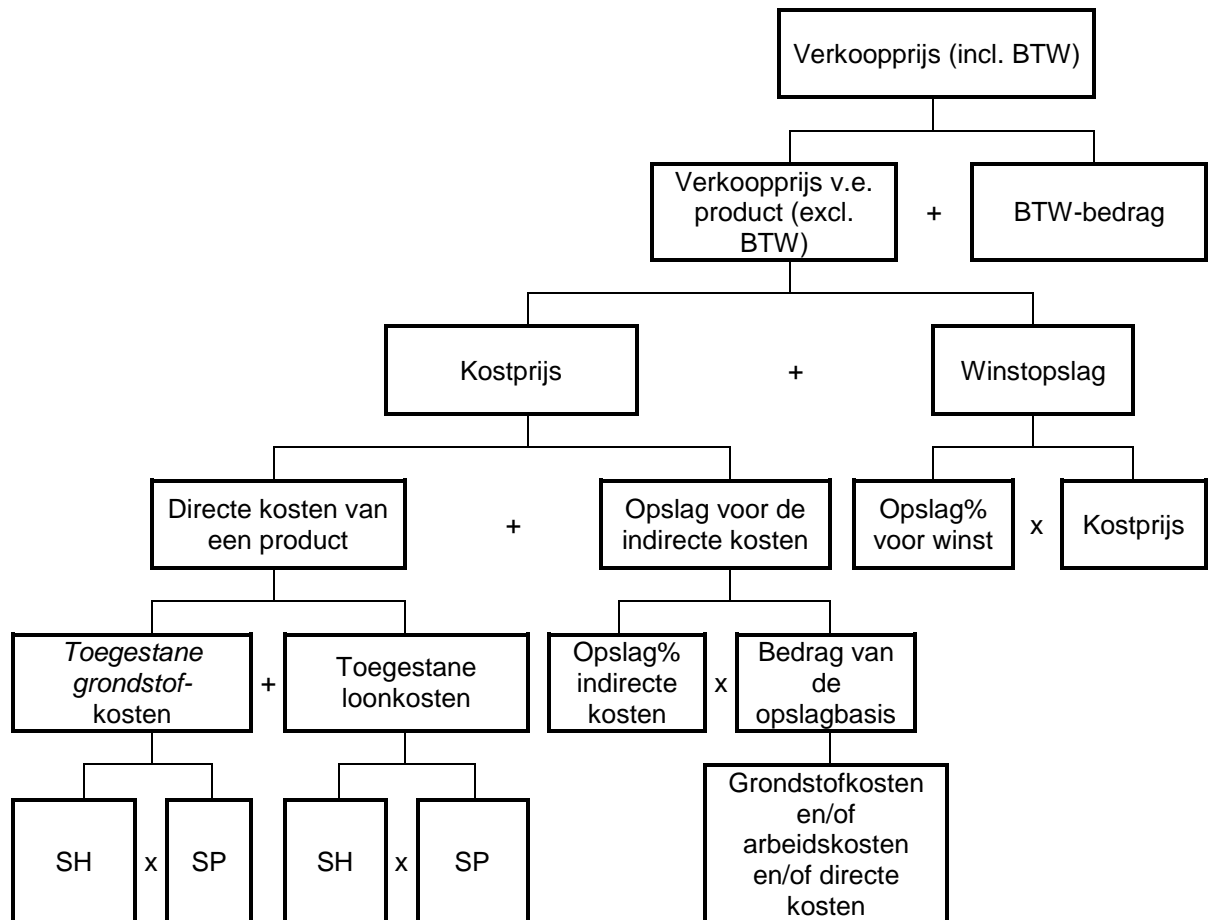 Verkoopprijs (incl. BTW)
Verkoopprijs v.e.
product (excl.
BTW)
+
BTW-bedrag
Kostprijs
+
Winstopslag
Directe kosten van
een product
+
Opslag voor de
indirecte kosten
Opslag%
voor winst
x
Kostprijs
Toegestane
grondstof-
kosten
+
Toegestane
loonkosten
Opslag%
indirecte
kosten
x
Bedrag van
de
opslagbasis
SH
x
SP
SH
x
SP
Grondstofkosten
en/of
arbeidskosten
en/of directe
kosten